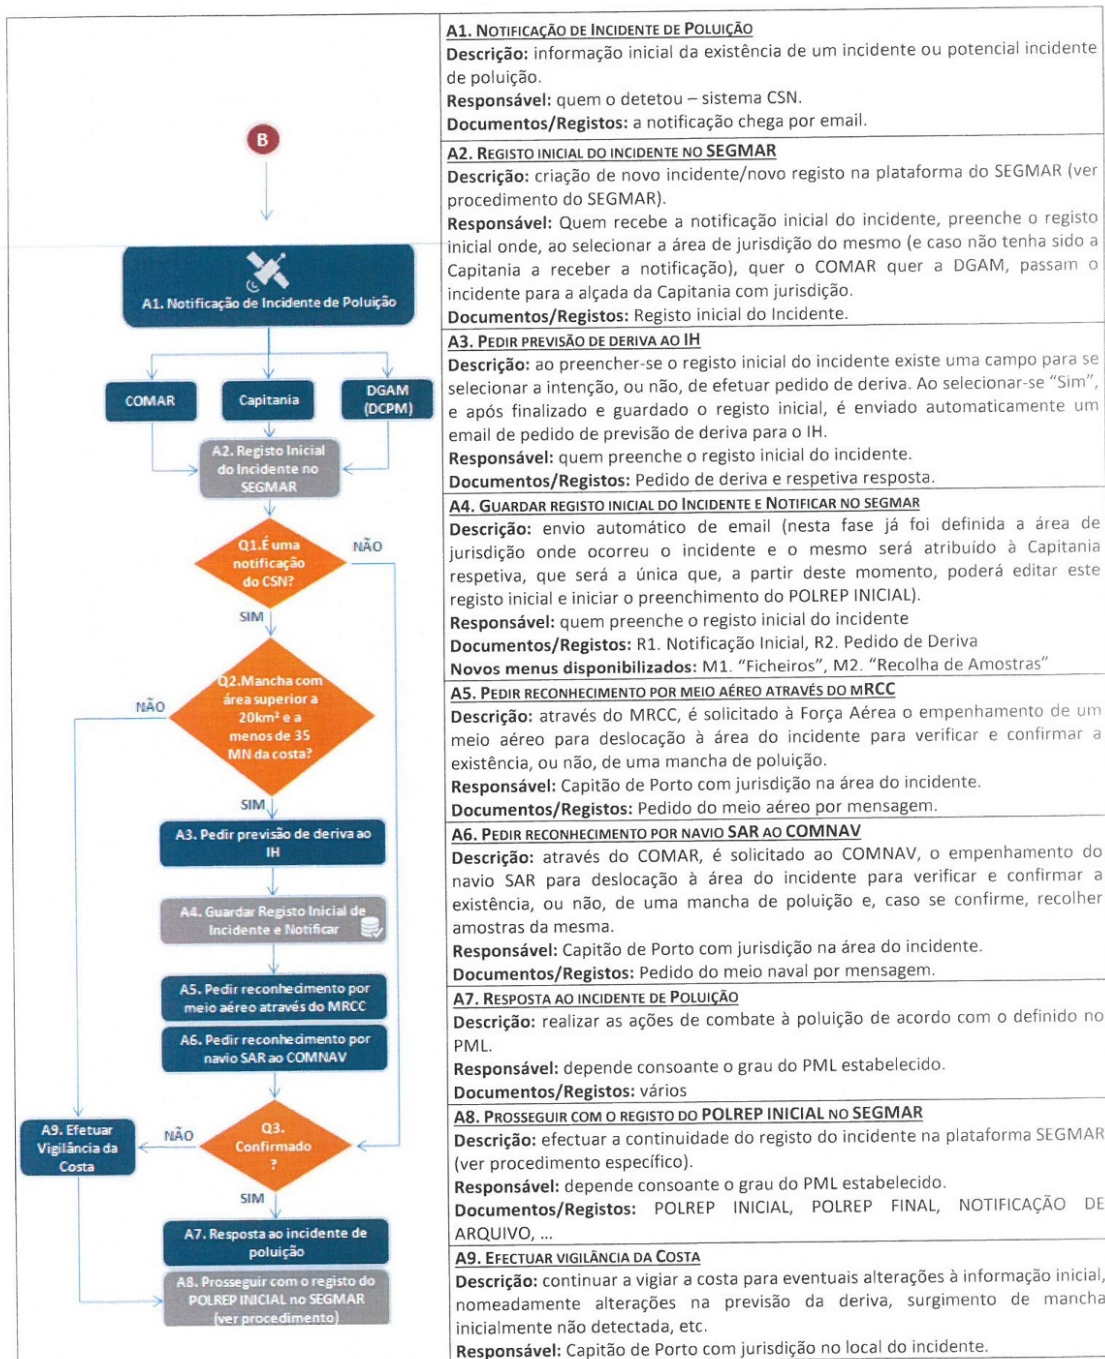 B
A1. Notificação de Incidente de Poluição
COMAR
Capitania
DGAM
(DCPM)
A2. Registo Inicial
do Incidente no
SEGMAR
Q1.É uma
notificação
do CSN?
NÃO
SIM
Q2.Mancha com
área superior a
20km² e a
menos de 35
MN da costa?
NÃO
SIM
A3. Pedir previsão de deriva ao
IH
A4. Guardar Registo Inicial de
Incidente e Notificar
A5. Pedir reconhecimento por
meio aéreo através do MRCC
A6. Pedir reconhecimento por
navio SAR ao COMNAV
Q3.
Confirmado
?
NÃO
A9. Efetuar
Vigilância da
Costa
SIM
A7. Resposta ao incidente de
poluição
A8. Prosseguir com o registo do
POLREP INICIAL no SEGMAR
(ver procedimento)
A1. NOTIFICAÇÃO DE INCIDENTE DE POLUIÇÃO
Descrição: informação inicial da existência de um incidente ou potencial incidente
de poluição.
Responsável: quem o detetou – sistema CSN.
Documentos/Registos: a notificação chega por email.
A2. REGISTO INICIAL DO INCIDENTE NO SEGMAR
Descrição: criação de novo incidente/novo registo na plataforma do SEGMAR (ver
procedimento do SEGMAR).
Responsável: Quem recebe a notificação inicial do incidente, preenche o registo
inicial onde, ao selecionar a área de jurisdição do mesmo (e caso não tenha sido a
Capitania a receber a notificação), quer o COMAR quer a DGAM, passam o
incidente para a alçada da Capitania com jurisdição.
Documentos/Registos: Registo inicial do Incidente.
A3. PEDIR PREVISÃO DE DERIVA AO IH
Descrição: ao preencher-se o registo inicial do incidente existe uma campo para se
selecionar a intenção, ou não, de efetuar pedido de deriva. Ao selecionar-se “Sim”,
e após finalizado e guardado o registo inicial, é enviado automaticamente um
email de pedido de previsão de deriva para o IH.
Responsável: quem preenche o registo inicial do incidente.
Documentos/Registos: Pedido de deriva e respetiva resposta.
A4. GUARDAR REGISTO INICIAL DO INCIDENTE E NOTIFICAR NO SEGMAR
Descrição: envio automático de email (nesta fase já foi definida a área de
jurisdição onde ocorreu o incidente e o mesmo será atribuído à Capitania
respetiva, que será a única que, a partir deste momento, poderá editar este
registo inicial e iniciar o preenchimento do POLREP INICIAL).
Responsável: quem preenche o registo inicial do incidente
Documentos/Registos: R1. Notificação Inicial, R2. Pedido de Deriva
Novos menus disponibilizados: M1. “Ficheiros”, M2. “Recolha de Amostras”
A5. PEDIR RECONHECIMENTO POR MEIO AÉREO ATRAVÉS DO MRCC
Descrição: através do MRCC, é solicitado à Força Aérea o empenhamento de um
meio aéreo para deslocação à área do incidente para verificar e confirmar a
existência, ou não, de uma mancha de poluição.
Responsável: Capitão de Porto com jurisdição na área do incidente.
Documentos/Registos: Pedido do meio aéreo por mensagem.
A6. PEDIR RECONHECIMENTO POR NAVIO SAR AO COMNAV
Descrição: através do COMAR, é solicitado ao COMNAV, o empenhamento do
navio SAR para deslocação à área do incidente para verificar e confirmar a
existência, ou não, de uma mancha de poluição e, caso se confirme, recolher
amostras da mesma.
Responsável: Capitão de Porto com jurisdição na área do incidente.
Documentos/Registos: Pedido do meio naval por mensagem.
A7. RESPOSTA AO INCIDENTE DE POLUIÇÃO
Descrição: realizar as ações de combate à poluição de acordo com o definido no
PML.
Responsável: depende consoante o grau do PML estabelecido.
Documentos/Registos: vários
A8. PROSSEGUIR COM O REGISTO DO POLREP INICIAL NO SEGMAR
Descrição: efectuar a continuidade do registo do incidente na plataforma SEGMAR
(ver procedimento específico).
Responsável: depende consoante o grau do PML estabelecido.
Documentos/Registos: POLREP INICIAL, POLREP FINAL, NOTIFICAÇÃO DE
ARQUIVO, ...
A9. EFECTUAR VIGILÂNCIA DA COSTA
Descrição: continuar a vigiar a costa para eventuais alterações à informação inicial,
nomeadamente alterações na previsão da deriva, surgimento de mancha
inicialmente não detectada, etc.
Responsável: Capitão de Porto com jurisdição no local do incidente.